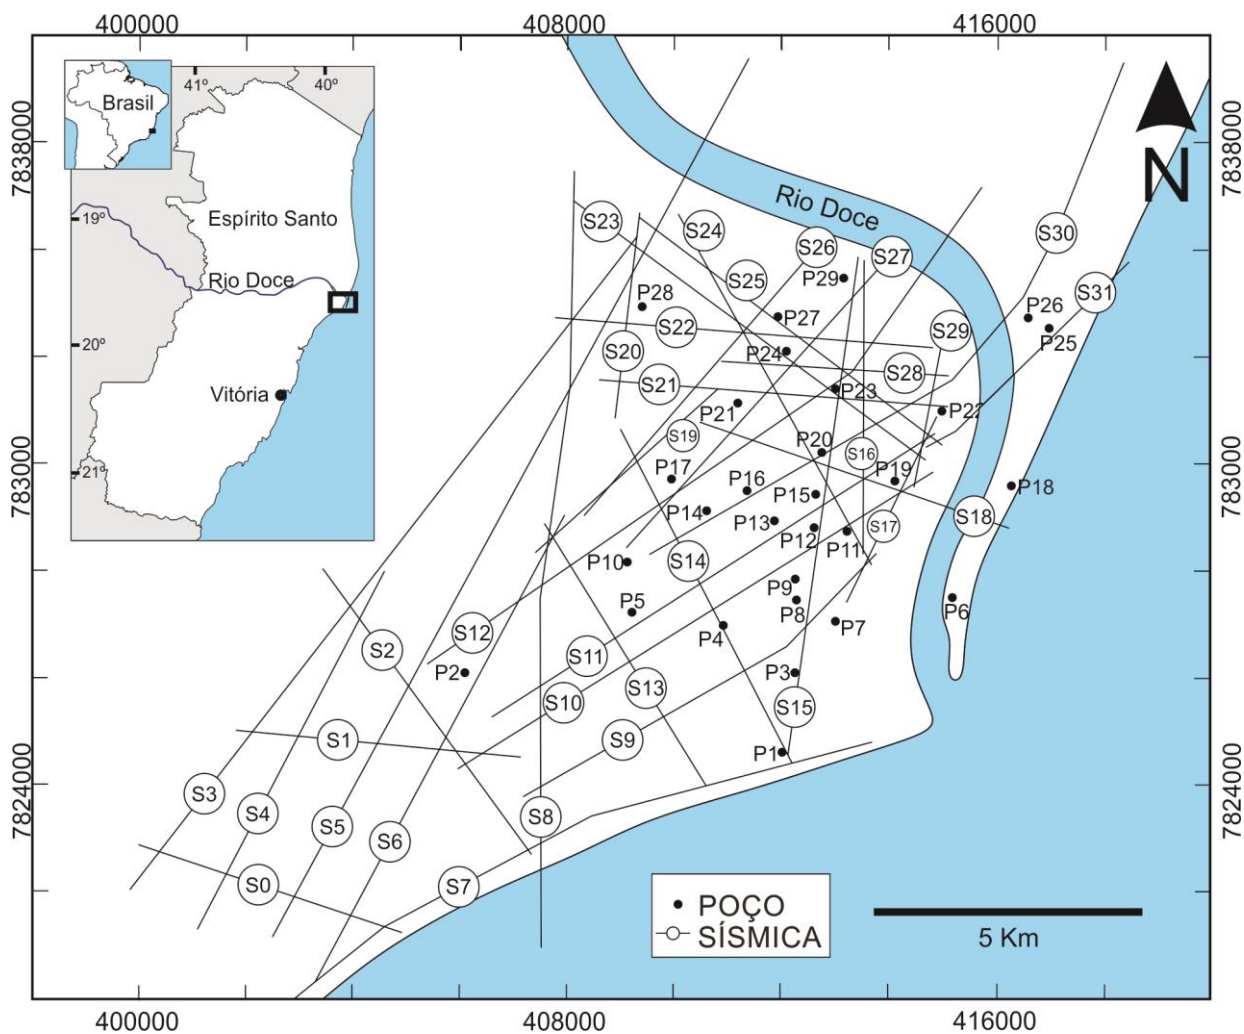 400000
408000
416000
7838000
7838000
7833000
7830000
7824000
7824000
400000
408000
416000
41º
40º
Brasil
19º
Espírito Santo
Rio Doce
20º
Vitória
21º
Rio Doce
N
S23
S24
S26
S27
S30
S25
P29
S31
P28
P26
P27
P25
S22
S29
S20
P24
S28
S21
P23
P21
P22
S19
P20
S16
P17
P16
P19
P15
P18
P14
P13
S17
S18
P12
P11
P10
S14
P9
P5
P8
P6
P4
P7
S12
S2
S11
P2
P3
S13
S10
S15
S1
S9
P1
S3
S4
S8
S5
S6
S0
S7
POÇO
SÍSMICA
5 Km